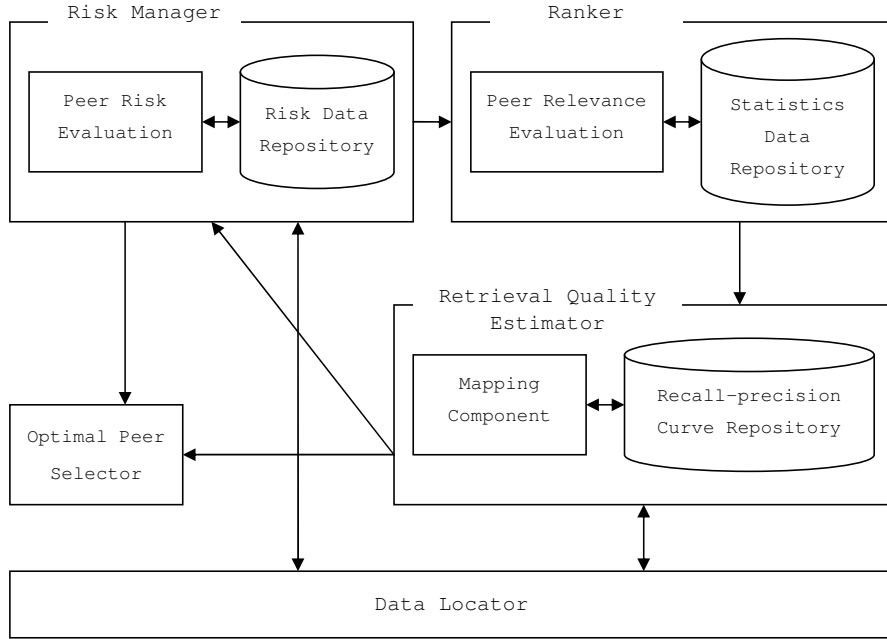 Risk Manager
Ranker
Peer Risk
Evaluation
Risk Data
Repository
Peer Relevance
Evaluation
Statistics
Data
Repository
Retrieval Quality
Estimator
Mapping
Component
Recall-precision
Curve Repository
Optimal Peer
Selector
Data Locator